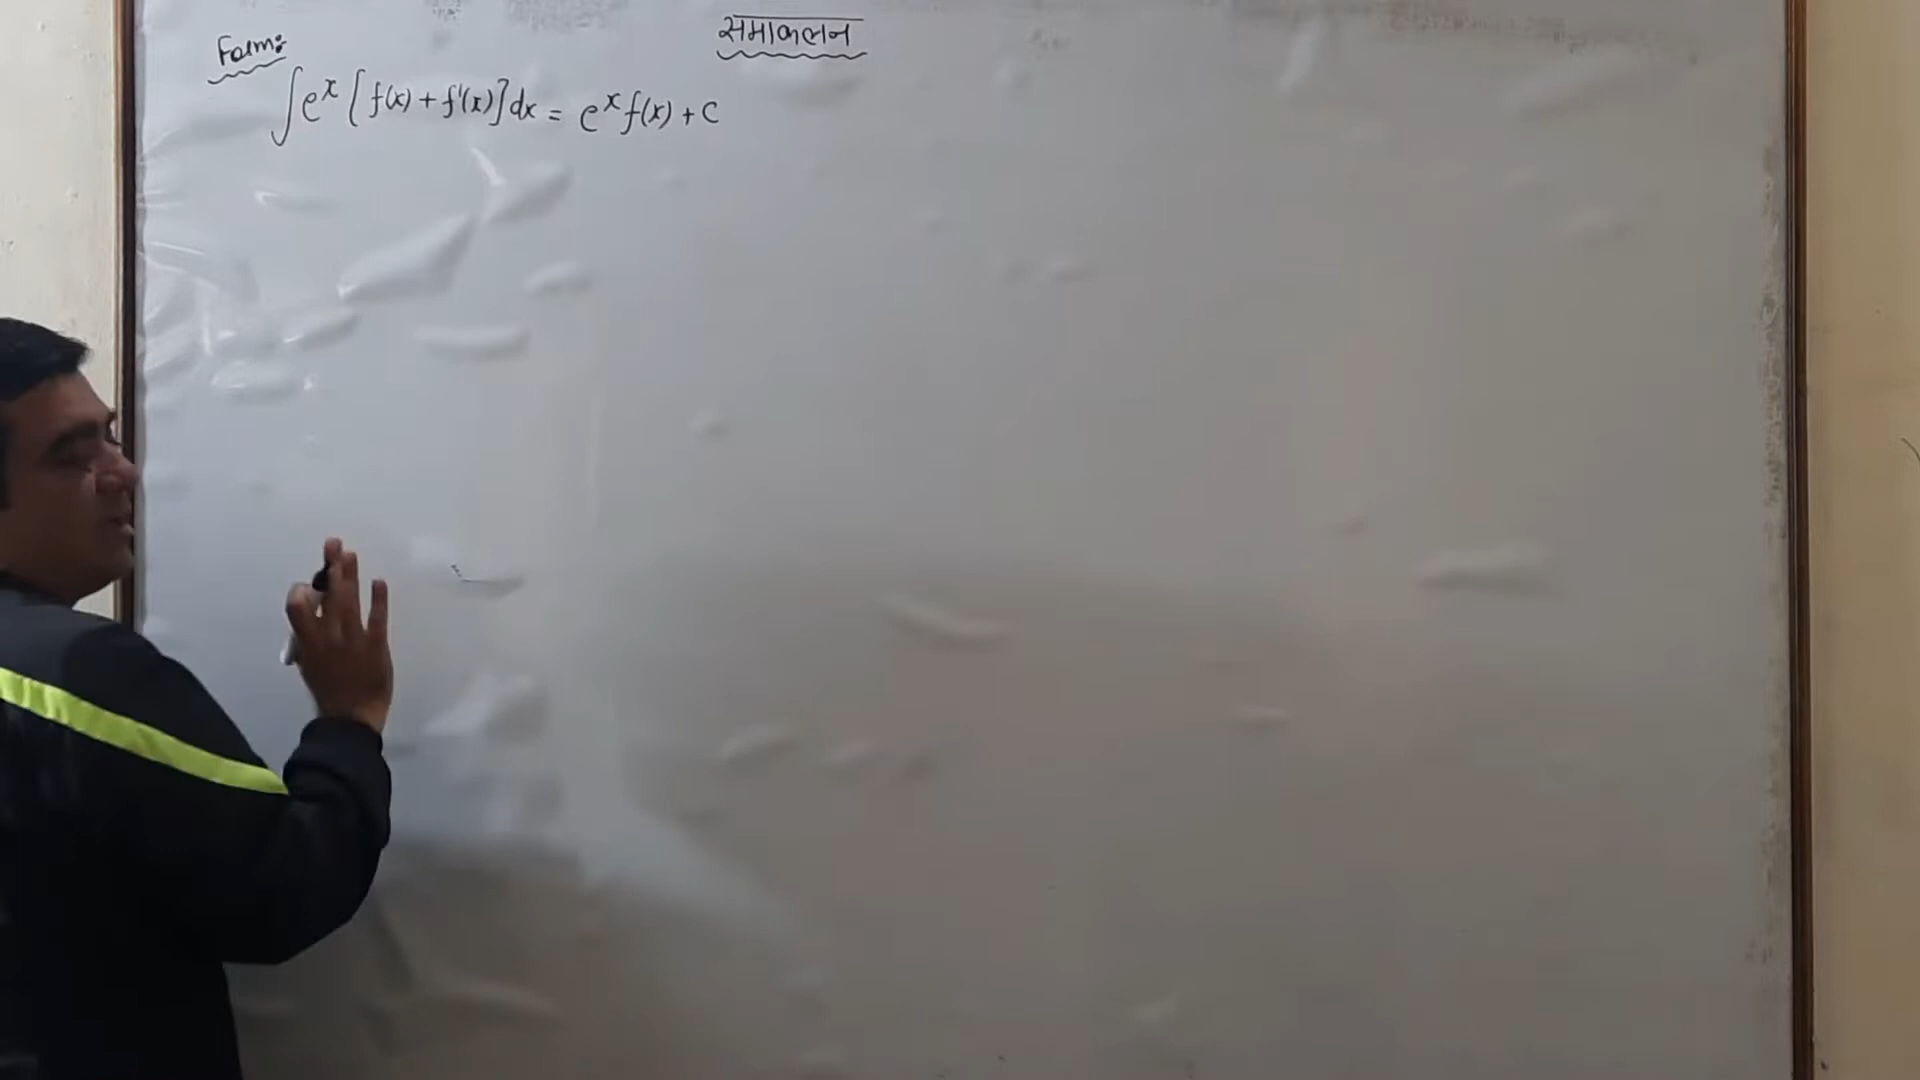 समाकलन
Form:
∫e^x [f(x) + f'(x)]dx = e^x f(x) + C